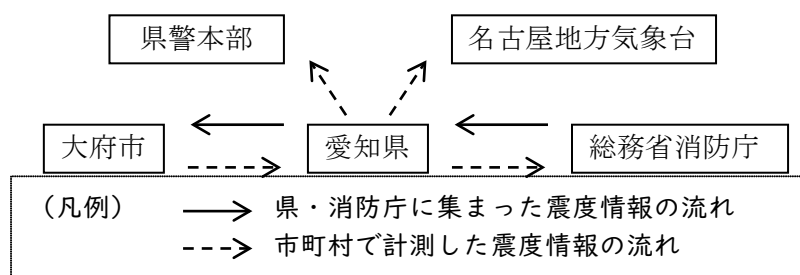 県警本部
名古屋地方気象台
大府市
愛知県
総務省消防庁
（凡例）
県・消防庁に集まった震度情報の流れ
市町村で計測した震度情報の流れ